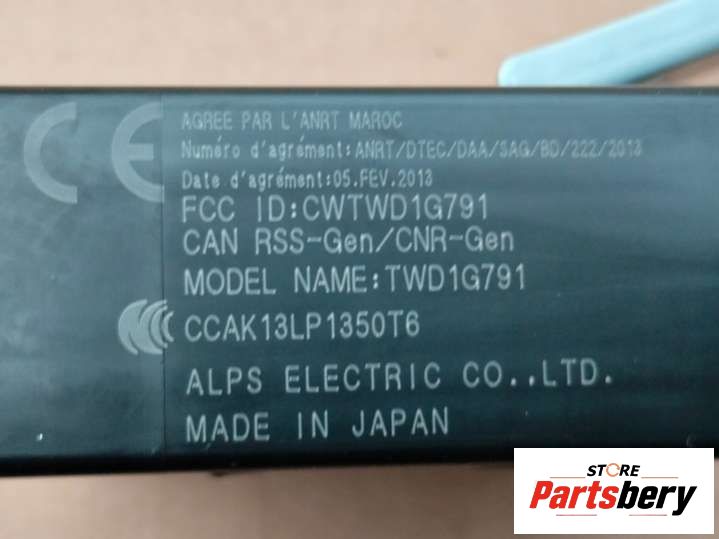 CE
AGREE PAR L'ANRT MAROC
Numéro d'agrément:ANRT/DTEC/DAA/SAG/BD/222/2013
Date d'agrément:05.FEV.2013
FCC ID:CWTWD1G791
CAN RSS-Gen/CNR-Gen
MODEL NAME:TWD1G791
CCAK13LP1350T6
ALPS ELECTRIC CO.,LTD.
MADE IN JAPAN
STORE
Partsbery